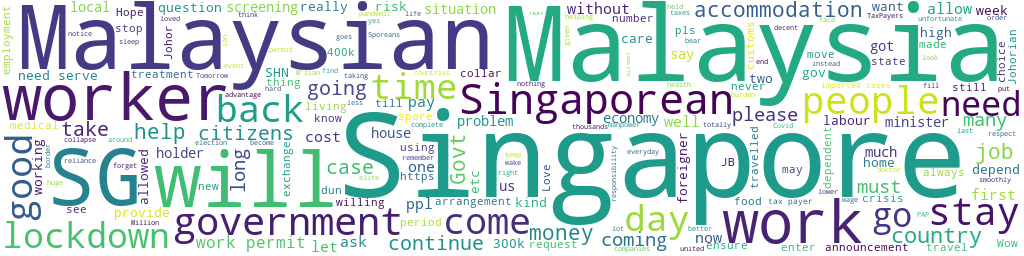 Malaysian
Malaysia
Singapore
worker
SG
will
work
Singaporean
people
need
government
come
lockdown
stay
back
time
day
go
good
help
citizens
going
continue
money
country
coming
job
many
must
please
accommodation
without
number
care
say
now
allow
want
week
high
made
got
state
move
gov
never
two
thing
employment
local
Hope
stop
Johor
question
screening
really
risk
situation
400k
need serve
treatment
SHN
collar
living
till
pay
know
spore
economy
well
problem
labour
minister
choice
Johorian
still
customs
take
medical
cost
house
using
one
case
Govt
etc
us
Love
https
remember
holder
long
exchange
working
allowed
new
dun
willing
arrangement
kind
ppl
period
provide
see
work permit
let
ask
300k
request
foreigner
JB
travelled
may
food
tax payer
dependent
much
home
crisis
depend
always
first
better
ensure
enter
announcement
travel
Wow
responsibility
everyday
thousands
manpower
totally
Covid
imported cases
fill
look
put
end
decent
instead
face
TaxPayers
unfortunate
order
notice
sleep
pandemic
loved
life
yes
think
goes
Sporeans
permit
event
Tomorrow
hard
find
taking
less
countries
nothing
advantage
complete
collapse
reliance
forget
around
election
become
border
huge
Million
elite
keep
wake
right
lot
companies
united
health
burden
given
helping
held
taxes
pls
bear
lower
wage
doctor
PAP
smoothly
last
respect